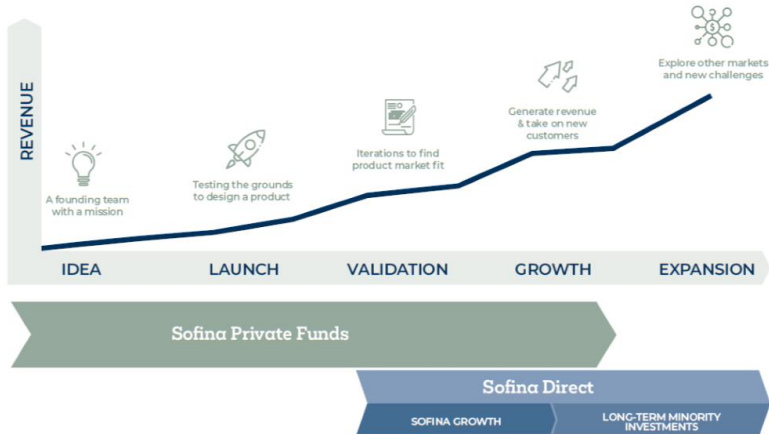 REVENUE
A founding team
with a mission
Testing the grounds
to design a product
Iterations to find
product market fit
Generate revenue
& take on new
customers
Explore other markets
and new challenges
IDEA
LAUNCH
VALIDATION
GROWTH
EXPANSION
Sofina Private Funds
Sofina Direct
SOFINA GROWTH
LONG-TERM MINORITY
INVESTMENTS